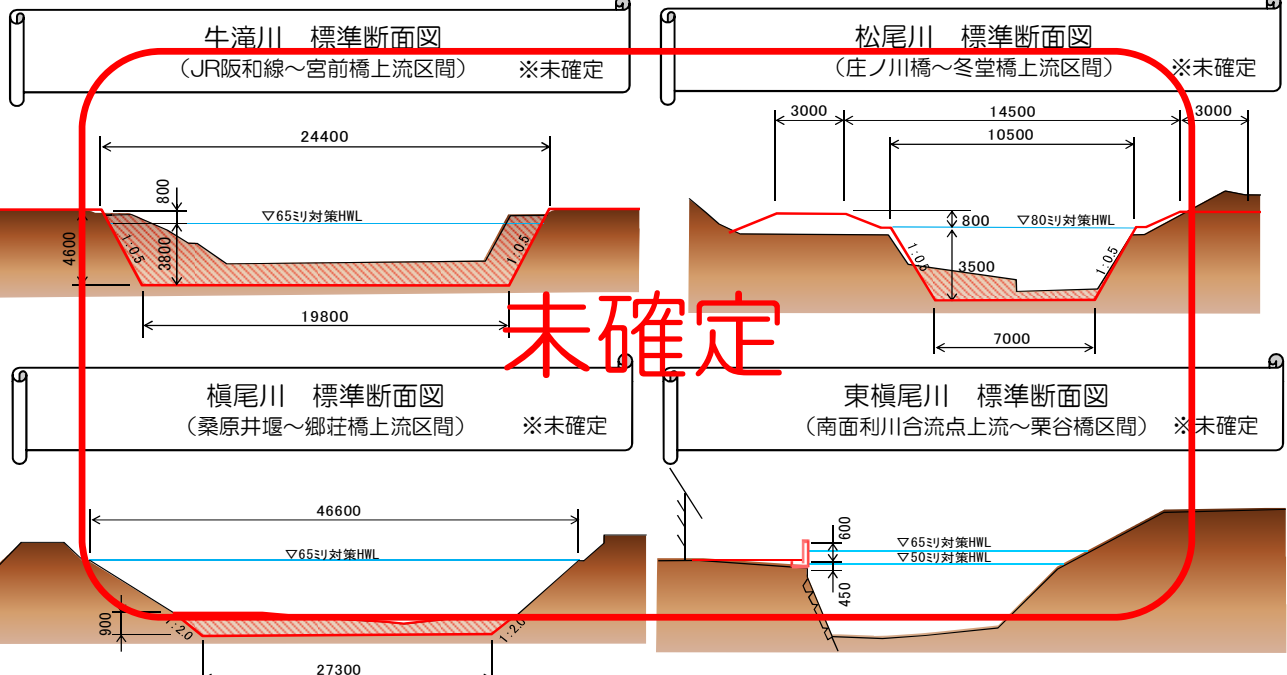 牛滝川 標準断面図
(JR阪和線~宮前橋上流区間) ※未確定
24400
800
▽65ミリ対策HWL
4600
3800
1:0.5
1:0.5
19800
松尾川 標準断面図
(庄ノ川橋~冬堂橋上流区間) ※未確定
3000
14500
3000
10500
800
▽80ミリ対策HWL
1:0.5
3500
1:0.5
7000
未確定
槇尾川 標準断面図
(桑原井堰~郷荘橋上流区間) ※未確定
46600
▽65ミリ対策HWL
900
1:2.0
1:2.0
27300
東槇尾川 標準断面図
(南面利川合流点上流~栗谷橋区間) ※未確定
600
▽65ミリ対策HWL
▽50ミリ対策HWL
450